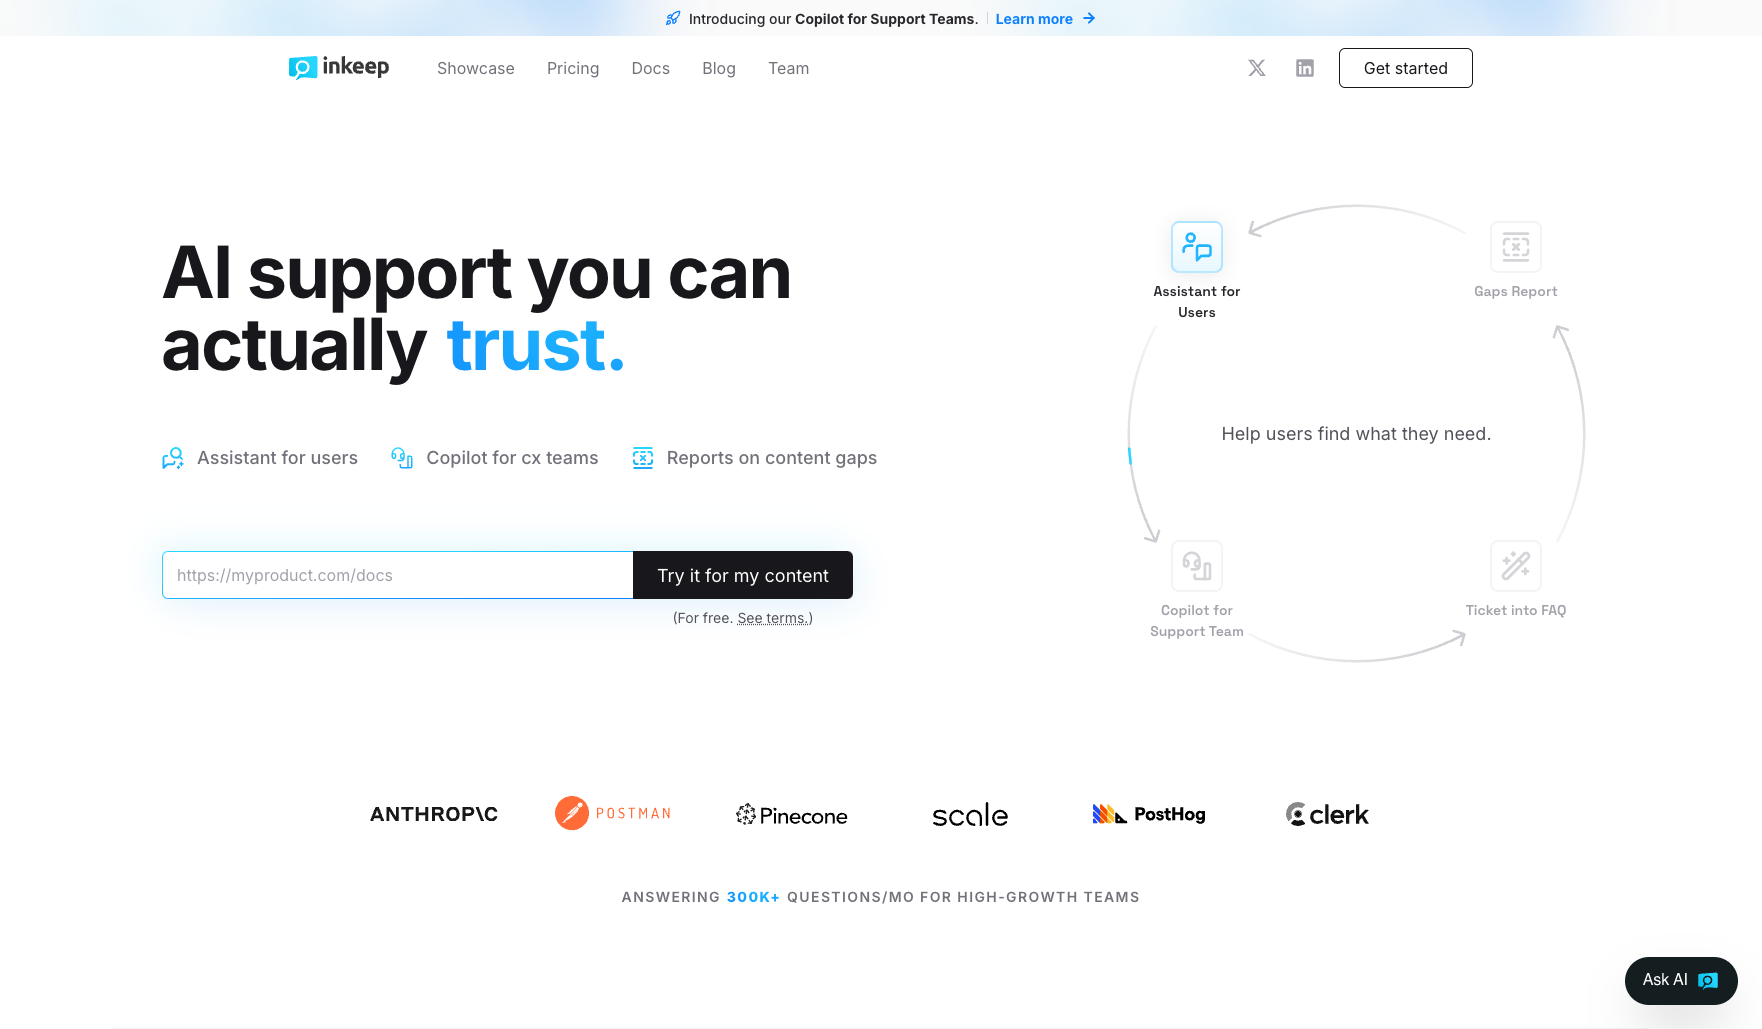 Introducing our Copilot for Support Teams. Learn more
inkeep
Showcase Pricing Docs Blog Team
Get started
AI support you can
actually trust.
Assistant for users Copilot for cx teams Reports on content gaps
https://myproduct.com/docs
Try it for my content
(For free. See terms.)
Assistant for
Users
Gaps Report
Help users find what they need.
Copilot for
Support Team
Ticket into FAQ
ANTHROP\C
POSTMAN
Pinecone
scale
PostHog
clerk
ANSWERING 300K+ QUESTIONS/MO FOR HIGH-GROWTH TEAMS
Ask AI